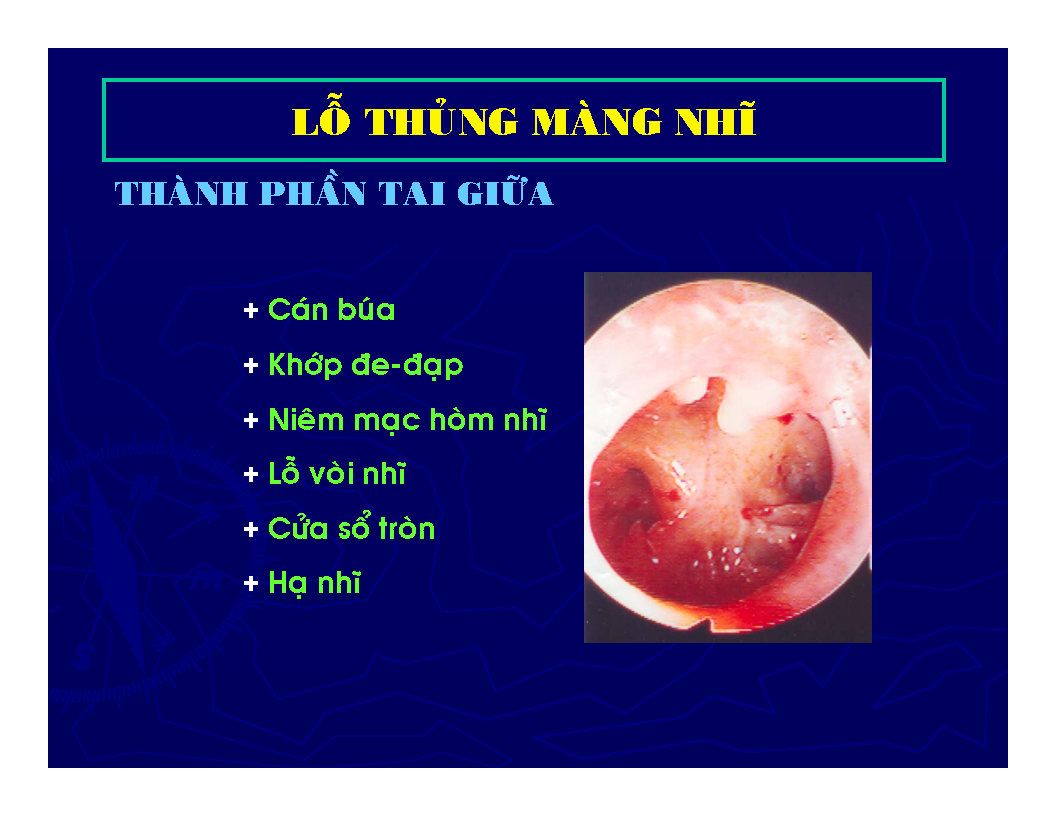 LỖ THỦNG MÀNG NHĨ
THÀNH PHẦN TAI GIỮA
+ Cán búa
+ Khớp đe-đạp
+ Niêm mạc hòm nhĩ
+ Lỗ vòi nhĩ
+ Cửa sổ tròn
+ Hạ nhĩ